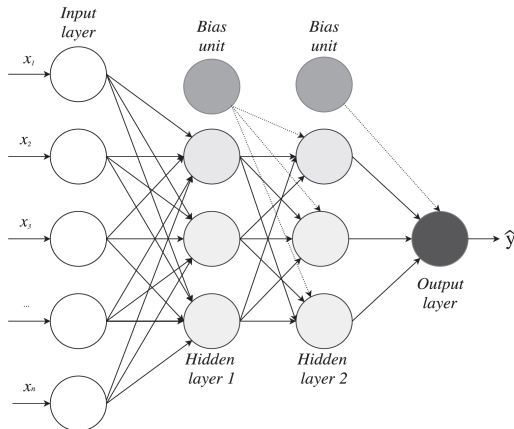 Input
layer
Bias
unit
Bias
unit
x₁
x₂
x₃
...
xₙ
ŷ
Output
layer
Hidden
layer 1
Hidden
layer 2